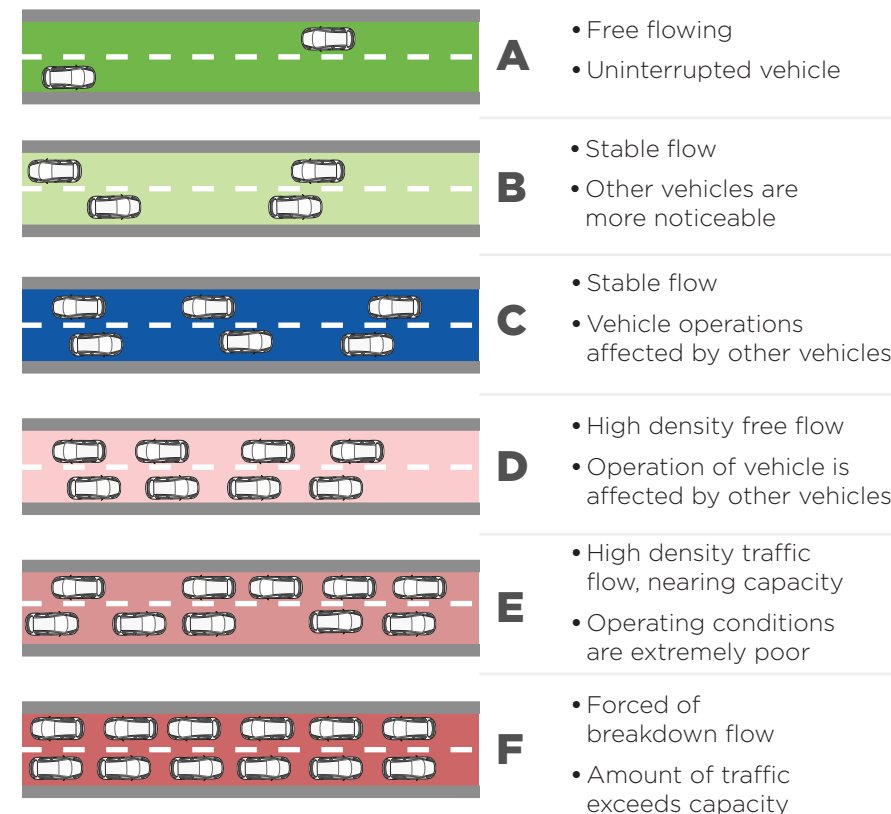 A
• Free flowing
• Uninterrupted vehicle
B
• Stable flow
• Other vehicles are
more noticeable
C
• Stable flow
• Vehicle operations
affected by other vehicles
D
• High density free flow
• Operation of vehicle is
affected by other vehicles
E
• High density traffic
flow, nearing capacity
• Operating conditions
are extremely poor
F
• Forced of
breakdown flow
• Amount of traffic
exceeds capacity